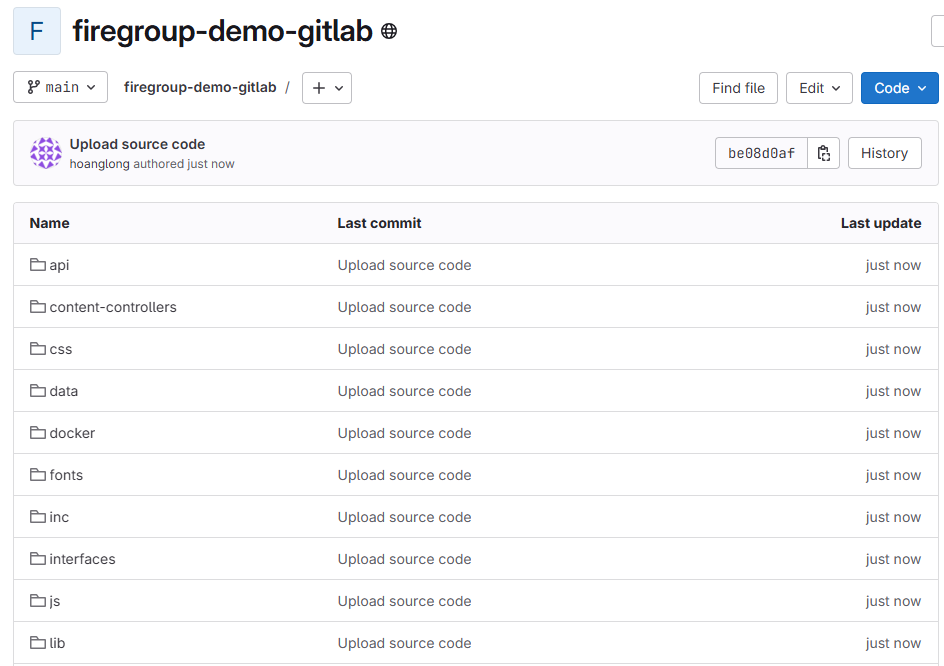 F firegroup-demo-gitlab
main firegroup-demo-gitlab / + Find file Edit Code
Upload source code
hoanglong authored just now
be08d0af History
Name Last commit Last update
api Upload source code just now
content-controllers Upload source code just now
css Upload source code just now
data Upload source code just now
docker Upload source code just now
fonts Upload source code just now
inc Upload source code just now
interfaces Upload source code just now
js Upload source code just now
lib Upload source code just now